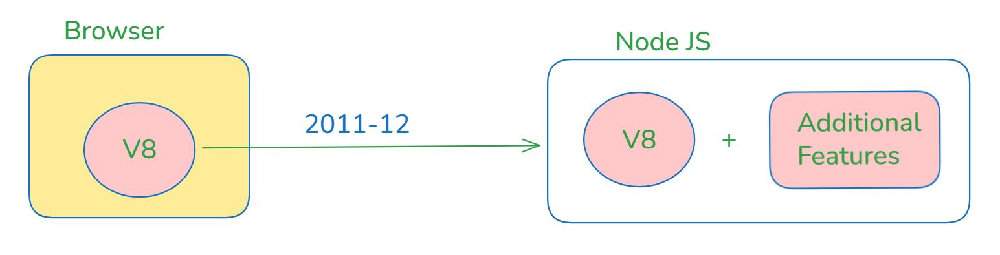 Browser
Node JS
2011-12
V8
V8
+
Additional
Features